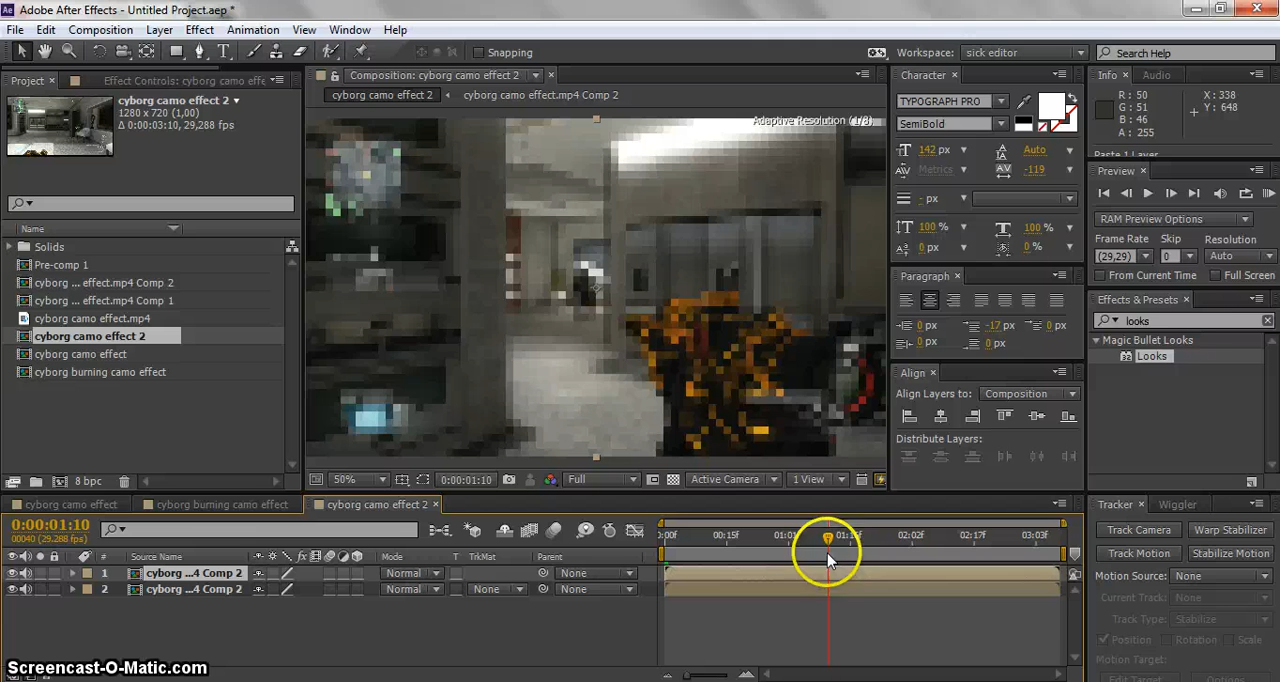 Adobe After Effects - Untitled Project.aep *
File Edit Composition Layer Effect Animation View Window Help
Snapping
Workspace: sick editor
Search Help
Project
Effect Controls: cyborg camo effe
cyborg camo effect 2
1280 x 720 (1,00)
Δ 0:00:03:10, 29,288 fps
Name
Solids
Pre-comp 1
cyborg ... effect.mp4 Comp 2
cyborg ... effect.mp4 Comp 1
cyborg camo effect.mp4
cyborg camo effect 2
cyborg camo effect
cyborg burning camo effect
8 bpc
Composition: cyborg camo effect 2
cyborg camo effect 2
cyborg camo effect.mp4 Comp 2
Adaptive Resolution (1/8)
50%
0:00:01:10
Full
Active Camera
1 View
Character
TYPOGRAPH PRO
SemiBold
142 px
Auto
Metrics
-119
- px
100 %
100 %
0 px
0 %
Paragraph
0 px
-17 px
0 px
0 px
0 px
Align
Align Layers to: Composition
Distribute Layers:
Info
Audio
R: 50
G: 51
B: 46
A: 255
X: 338
Y: 648
Paste 1 Layer
Preview
RAM Preview Options
Frame Rate Skip Resolution
(29,29) 0 Auto
From Current Time
Full Screen
Effects & Presets
looks
Magic Bullet Looks
Looks
cyborg camo effect
cyborg burning camo effect
cyborg camo effect 2
0:00:01:10
00040 (29.288 fps)
# Source Name Mode T TrkMat Parent
1 cyborg ...4 Comp 2 Normal None
2 cyborg ...4 Comp 2 Normal None None
0:00f 00:15f 02:02f 02:17f 03:03f
Tracker
Wiggler
Track Camera
Warp Stabilizer
Track Motion
Stabilize Motion
Motion Source: None
Current Track: None
Track Type: Stabilize
Position Rotation Scale
Motion Target:
Edit Target...
Options...
Screencast-O-Matic.com